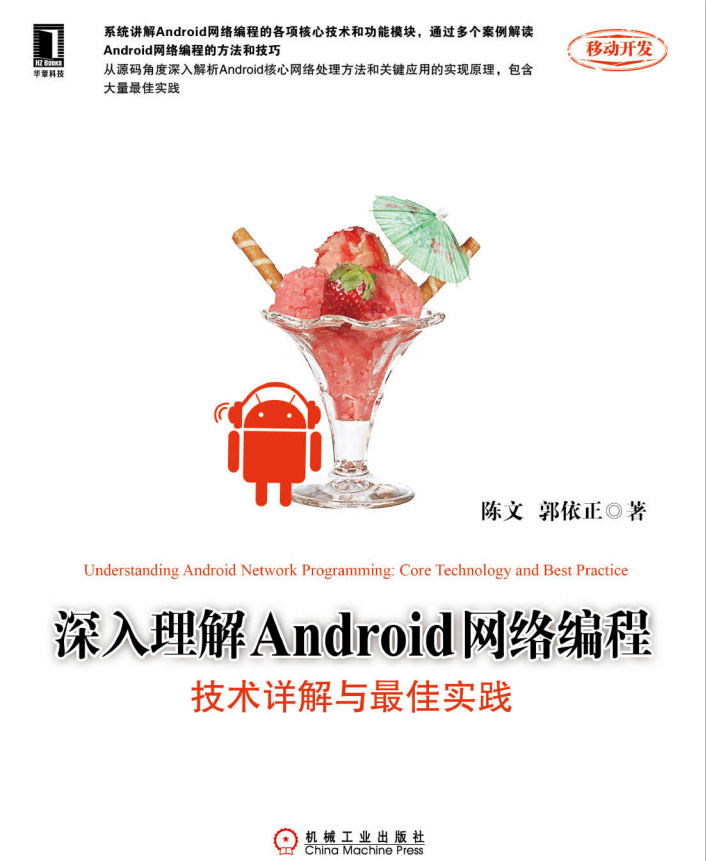 系统讲解Android网络编程的各项核心技术和功能模块，通过多个案例解读
Android网络编程的方法和技巧
从源码角度深入解析Android核心网络处理方法和关键应用的实现原理，包含
大量最佳实践
HZ Books
华章科技
移动开发
陈文 郭依正◎著
Understanding Android Network Programming: Core Technology and Best Practice
深入理解Android网络编程
技术详解与最佳实践
机械工业出版社
China Machine Press